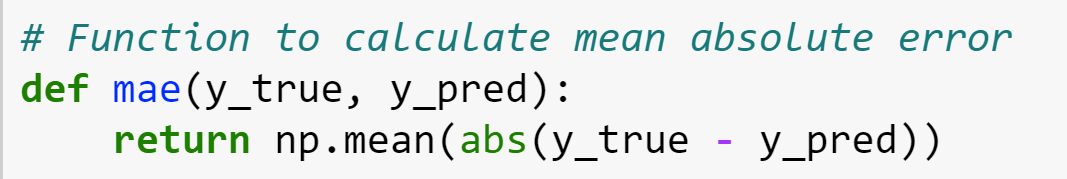 # Function to calculate mean absolute error
def mae(y_true, y_pred):
    return np.mean(abs(y_true - y_pred))